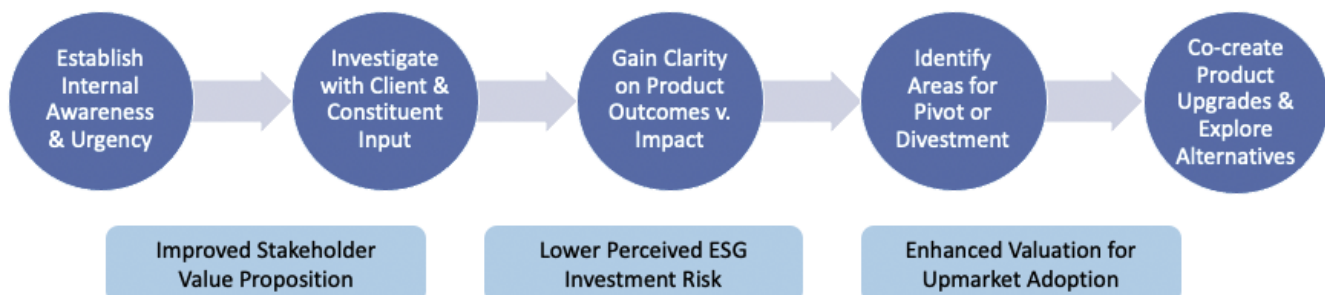 Establish
Internal
Awareness
& Urgency
Investigate
with Client &
Constituent
Input
Gain Clarity
on Product
Outcomes v.
Impact
Identify
Areas for
Pivot or
Divestment
Co-create
Product
Upgrades &
Explore
Alternatives
Improved Stakeholder
Value Proposition
Lower Perceived ESG
Investment Risk
Enhanced Valuation for
Upmarket Adoption